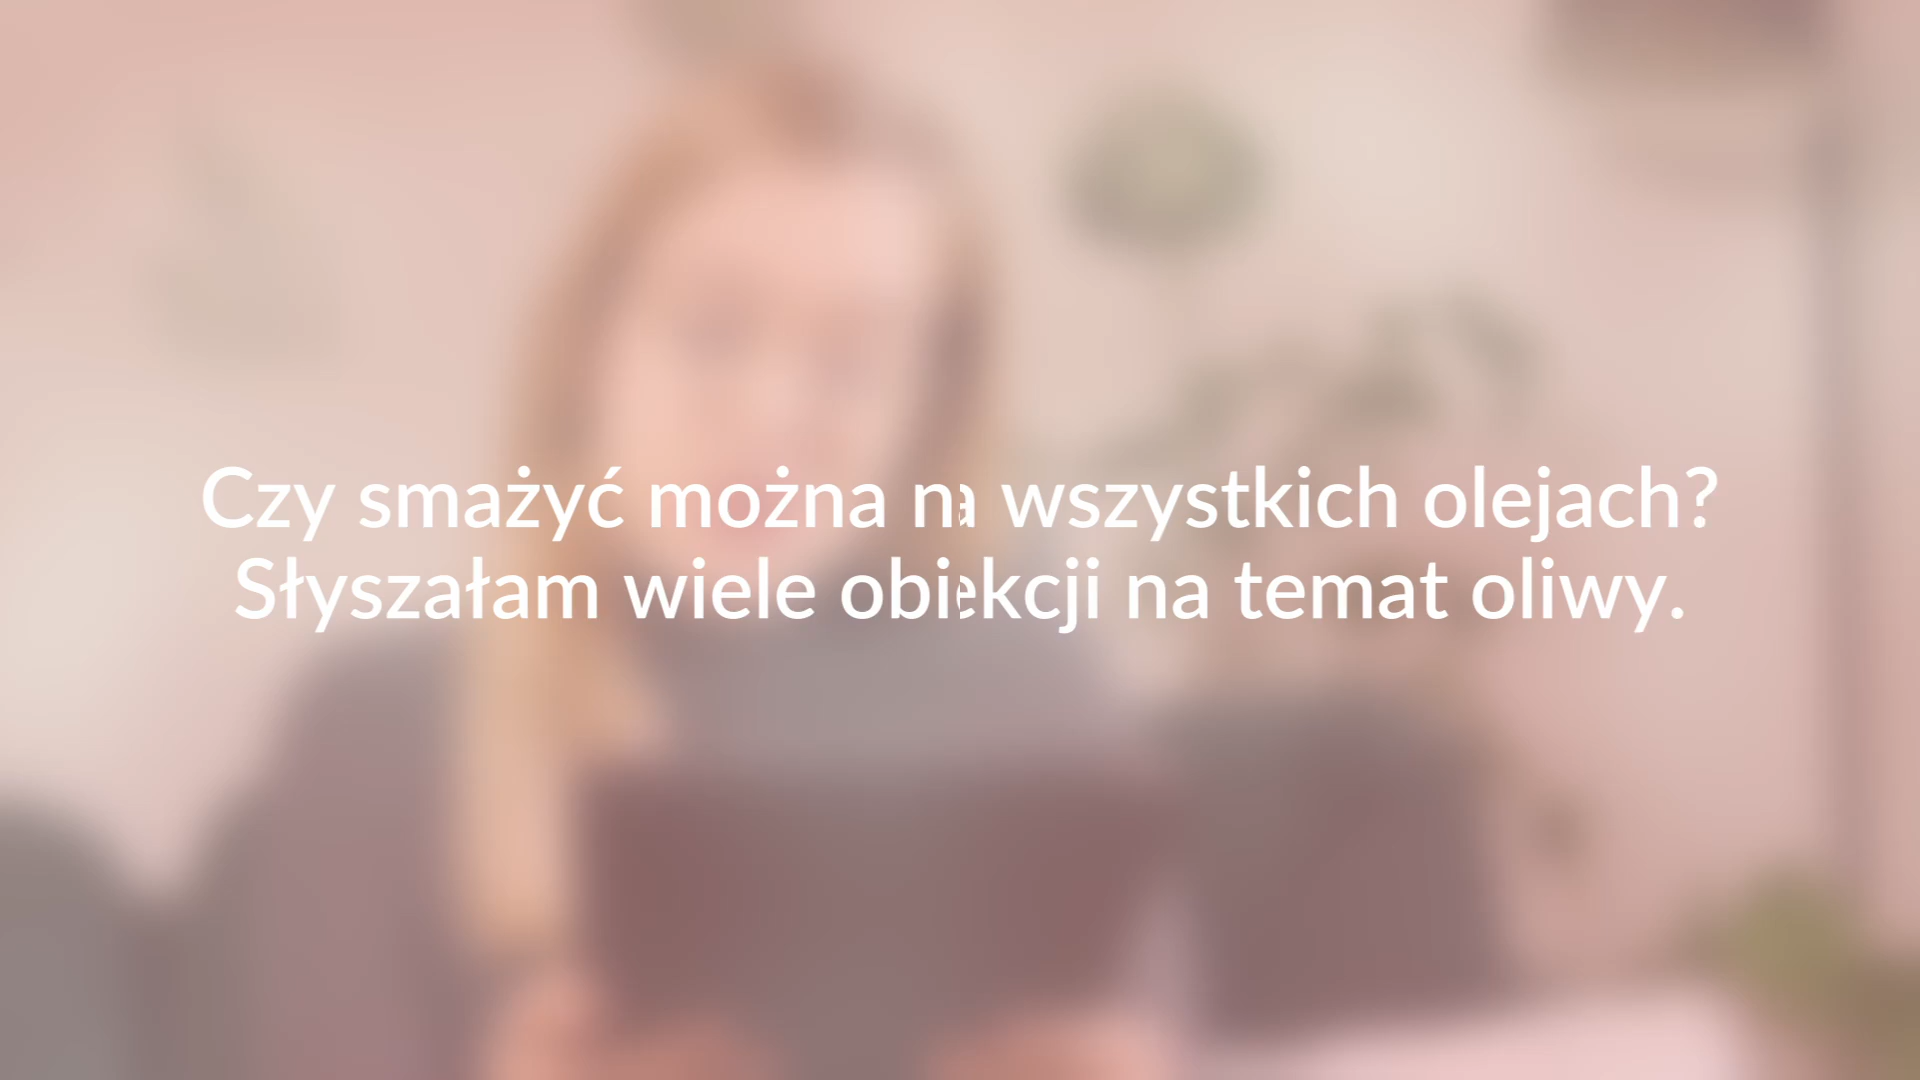 Czy smażyć można na wszystkich olejach?
Słyszałam wiele obiekcji na temat oliwy.